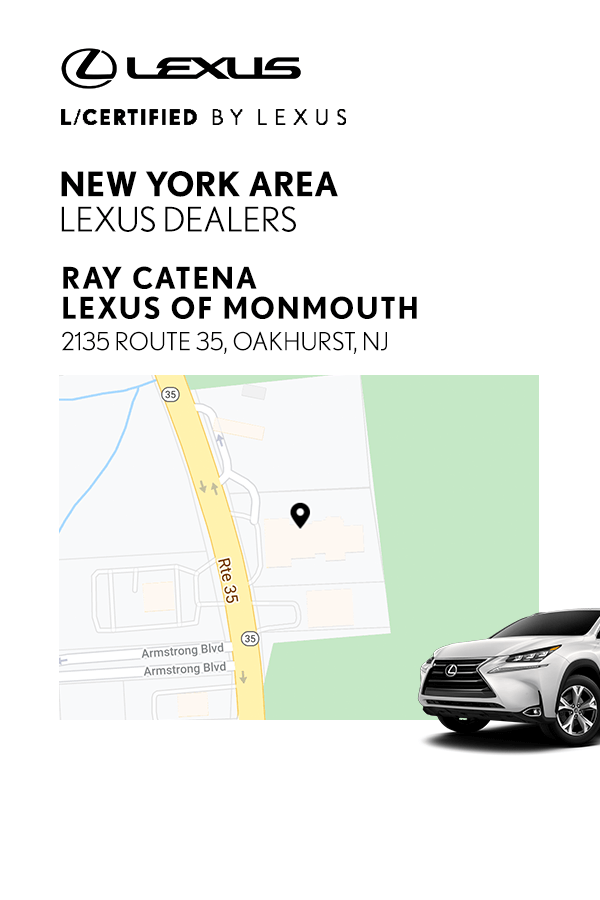 LEXUS
L/CERTIFIED BY LEXUS
NEW YORK AREA
LEXUS DEALERS
RAY CATENA
LEXUS OF MONMOUTH
2135 ROUTE 35, OAKHURST, NJ
35
Rte 35
35
Armstrong Blvd
Armstrong Blvd